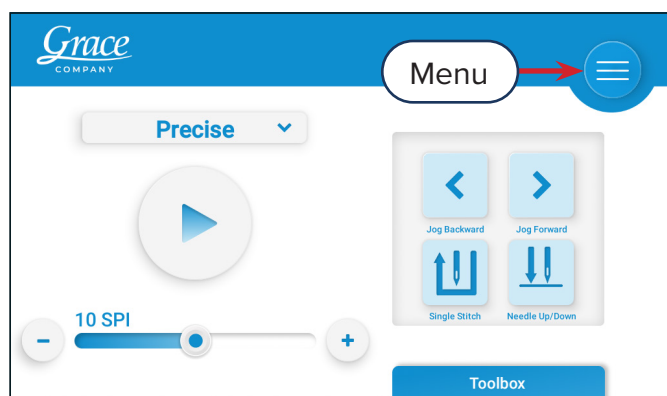 Grace
COMPANY
Menu
Precise
10 SPI
Jog Backward
Jog Forward
Single Stitch
Needle Up/Down
Toolbox